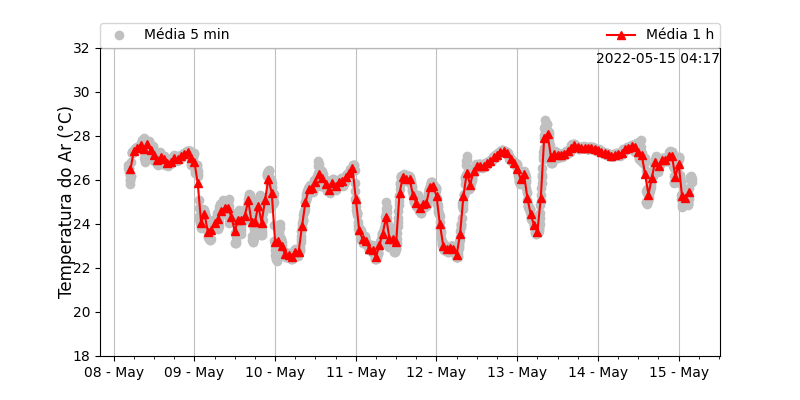 Média 5 min
Média 1 h
2022-05-15 04:17
Temperatura do Ar (°C)
32
30
28
26
24
22
20
18
08 - May
09 - May
10 - May
11 - May
12 - May
13 - May
14 - May
15 - May